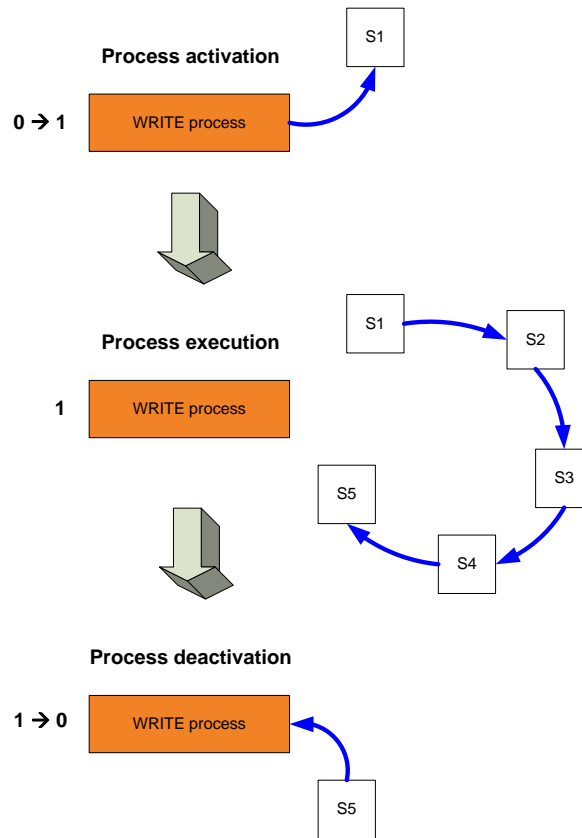 S1
Process activation
0 → 1
WRITE process
S1
S2
Process execution
1
WRITE process
S3
S5
S4
Process deactivation
1 → 0
WRITE process
S5